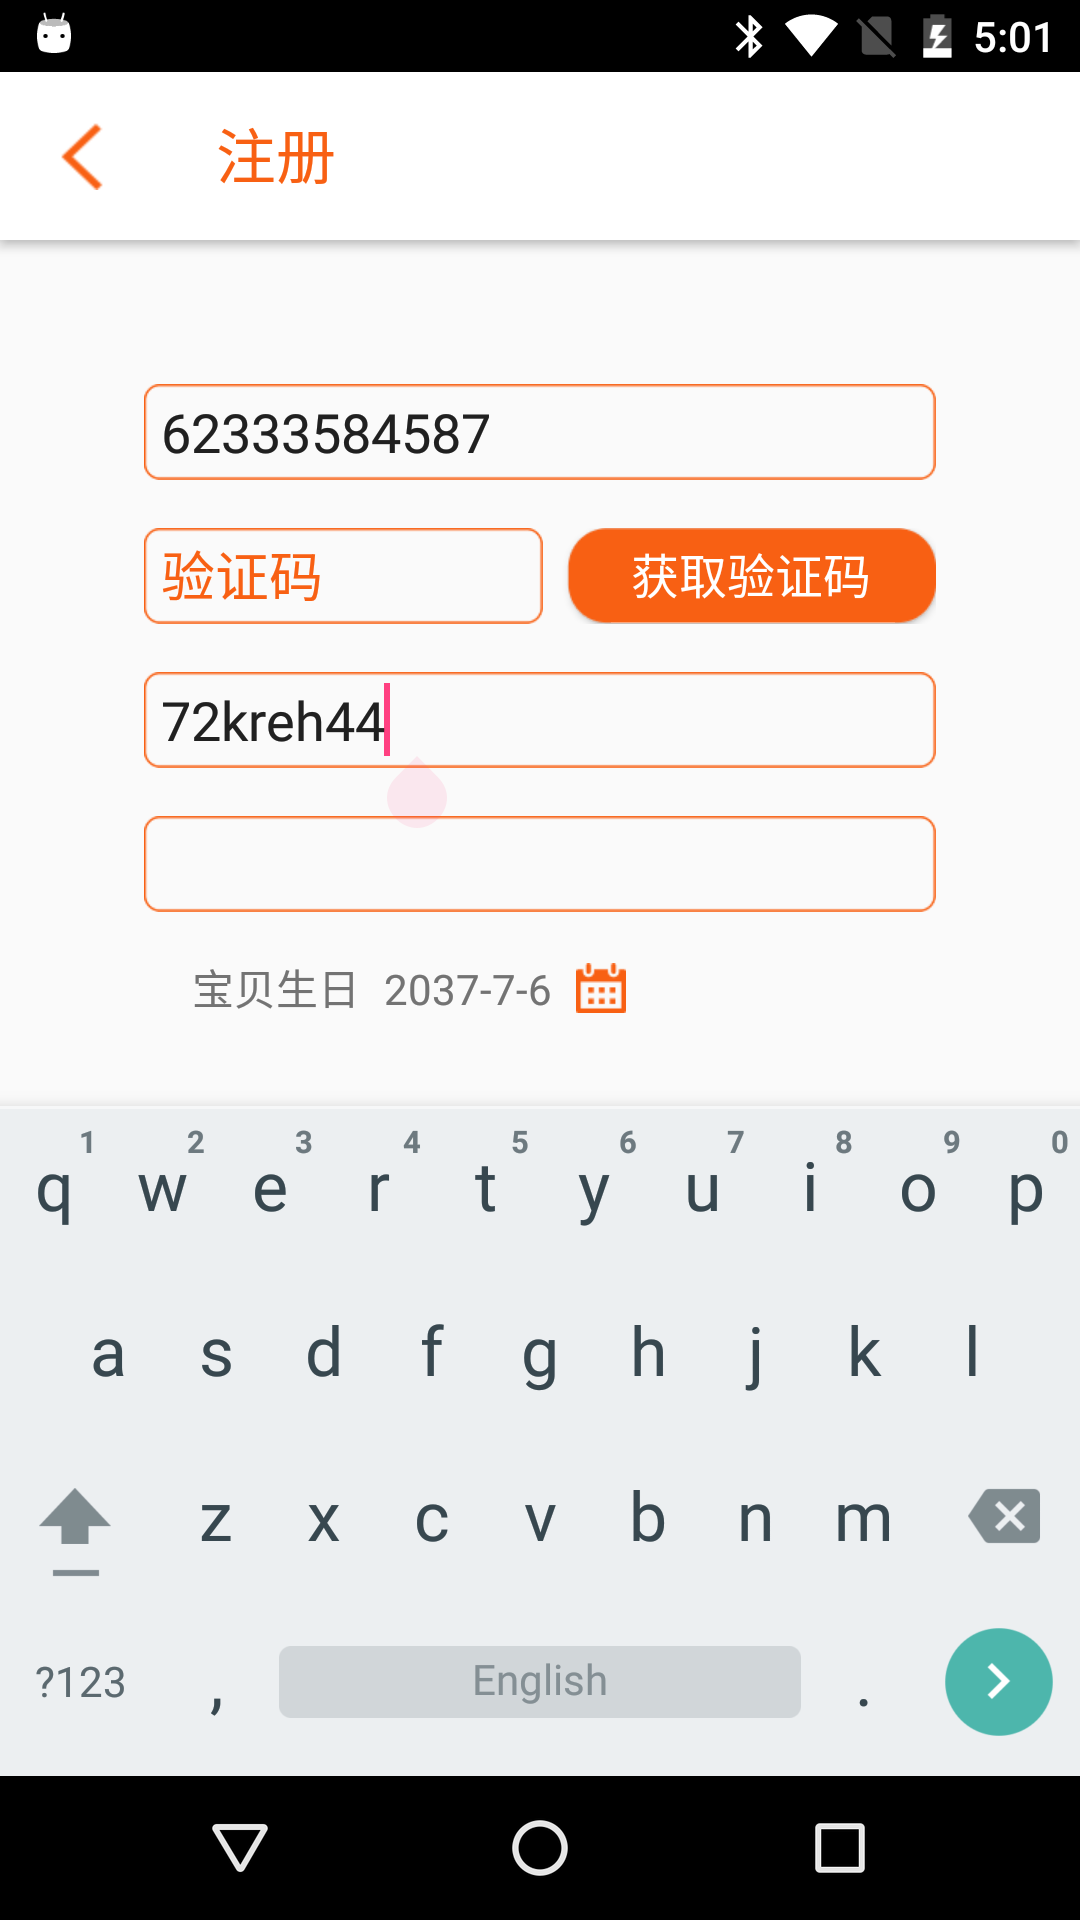 5:01
注册
62333584587
验证码 获取验证码
72kreh44
宝贝生日 2037-7-6
1 2 3 4 5 6 7 8 9 0
q w e r t y u i o p
a s d f g h j k l
z x c v b n m
?123 , English .